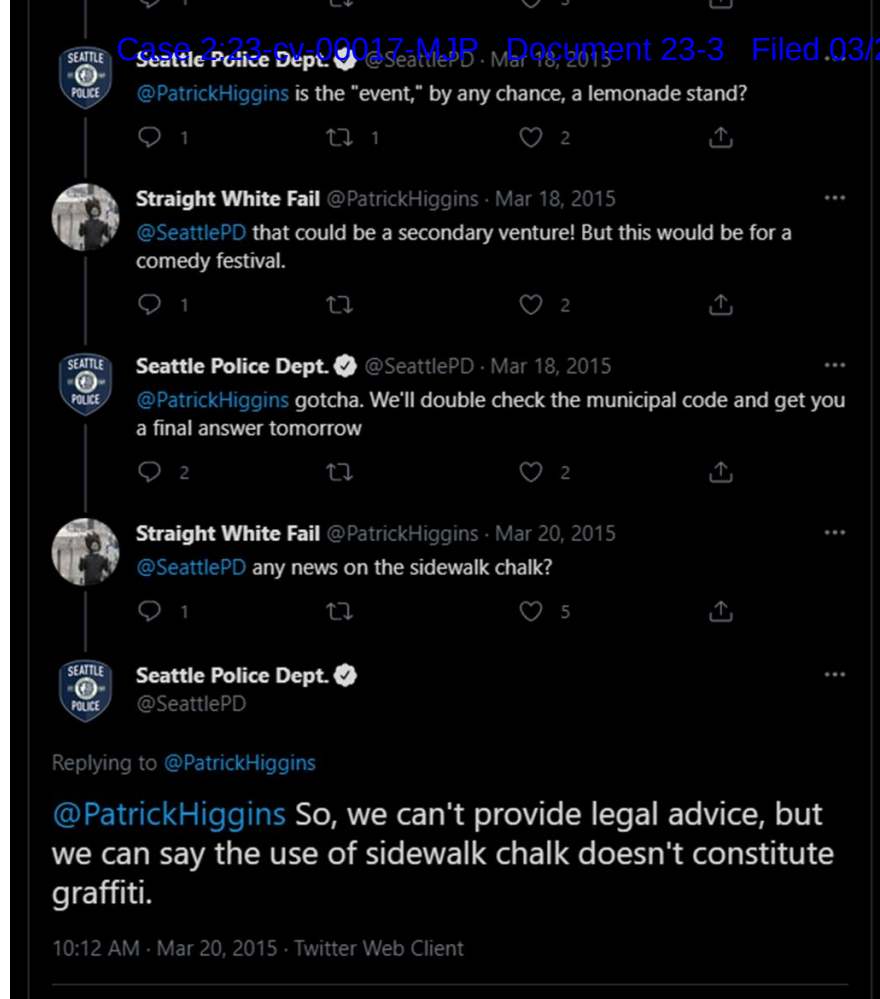 Case 2:23-cv-00017-MJP Document 23-3 Filed 03/2
SEATTLE POLICE
Seattle Police Dept. @SeattlePD · Mar 18, 2015
@PatrickHiggins is the "event," by any chance, a lemonade stand?
1 1 2
Straight White Fail @PatrickHiggins · Mar 18, 2015
@SeattlePD that could be a secondary venture! But this would be for a
comedy festival.
1 2
SEATTLE POLICE
Seattle Police Dept. @SeattlePD · Mar 18, 2015
@PatrickHiggins gotcha. We'll double check the municipal code and get you
a final answer tomorrow
2 2
Straight White Fail @PatrickHiggins · Mar 20, 2015
@SeattlePD any news on the sidewalk chalk?
1 5
SEATTLE POLICE
Seattle Police Dept.
@SeattlePD
Replying to @PatrickHiggins
@PatrickHiggins So, we can't provide legal advice, but
we can say the use of sidewalk chalk doesn't constitute
graffiti.
10:12 AM · Mar 20, 2015 · Twitter Web Client